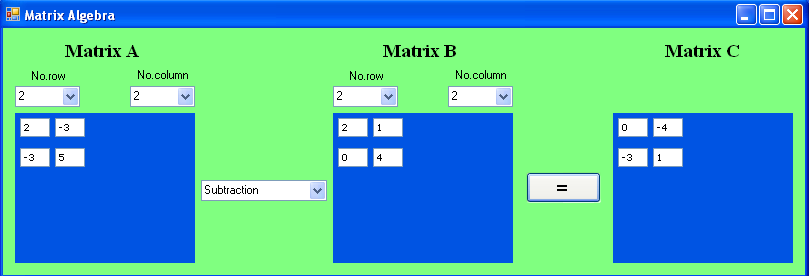 Matrix Algebra
Matrix A Matrix B Matrix C
No.row No.column No.row No.column
2 2 2 2
2 -3 2 1 0 -4
-3 5 0 4 -3 1
Subtraction =